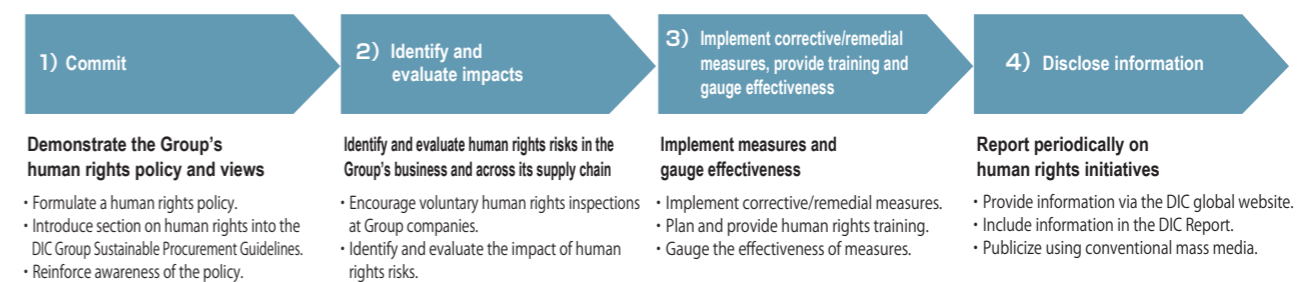 1) Commit
2) Identify and
evaluate impacts
3) Implement corrective/remedial
measures, provide training and
gauge effectiveness
4) Disclose information
Demonstrate the Group's
human rights policy and views
・Formulate a human rights policy.
・Introduce section on human rights into the
DIC Group Sustainable Procurement Guidelines.
・Reinforce awareness of the policy.
Identify and evaluate human rights risks in the
Group's business and across its supply chain
・Encourage voluntary human rights inspections
at Group companies.
・Identify and evaluate the impact of human
rights risks.
Implement measures and
gauge effectiveness
・Implement corrective/remedial measures.
・Plan and provide human rights training.
・Gauge the effectiveness of measures.
Report periodically on
human rights initiatives
・Provide information via the DIC global website.
・Include information in the DIC Report.
・Publicize using conventional mass media.